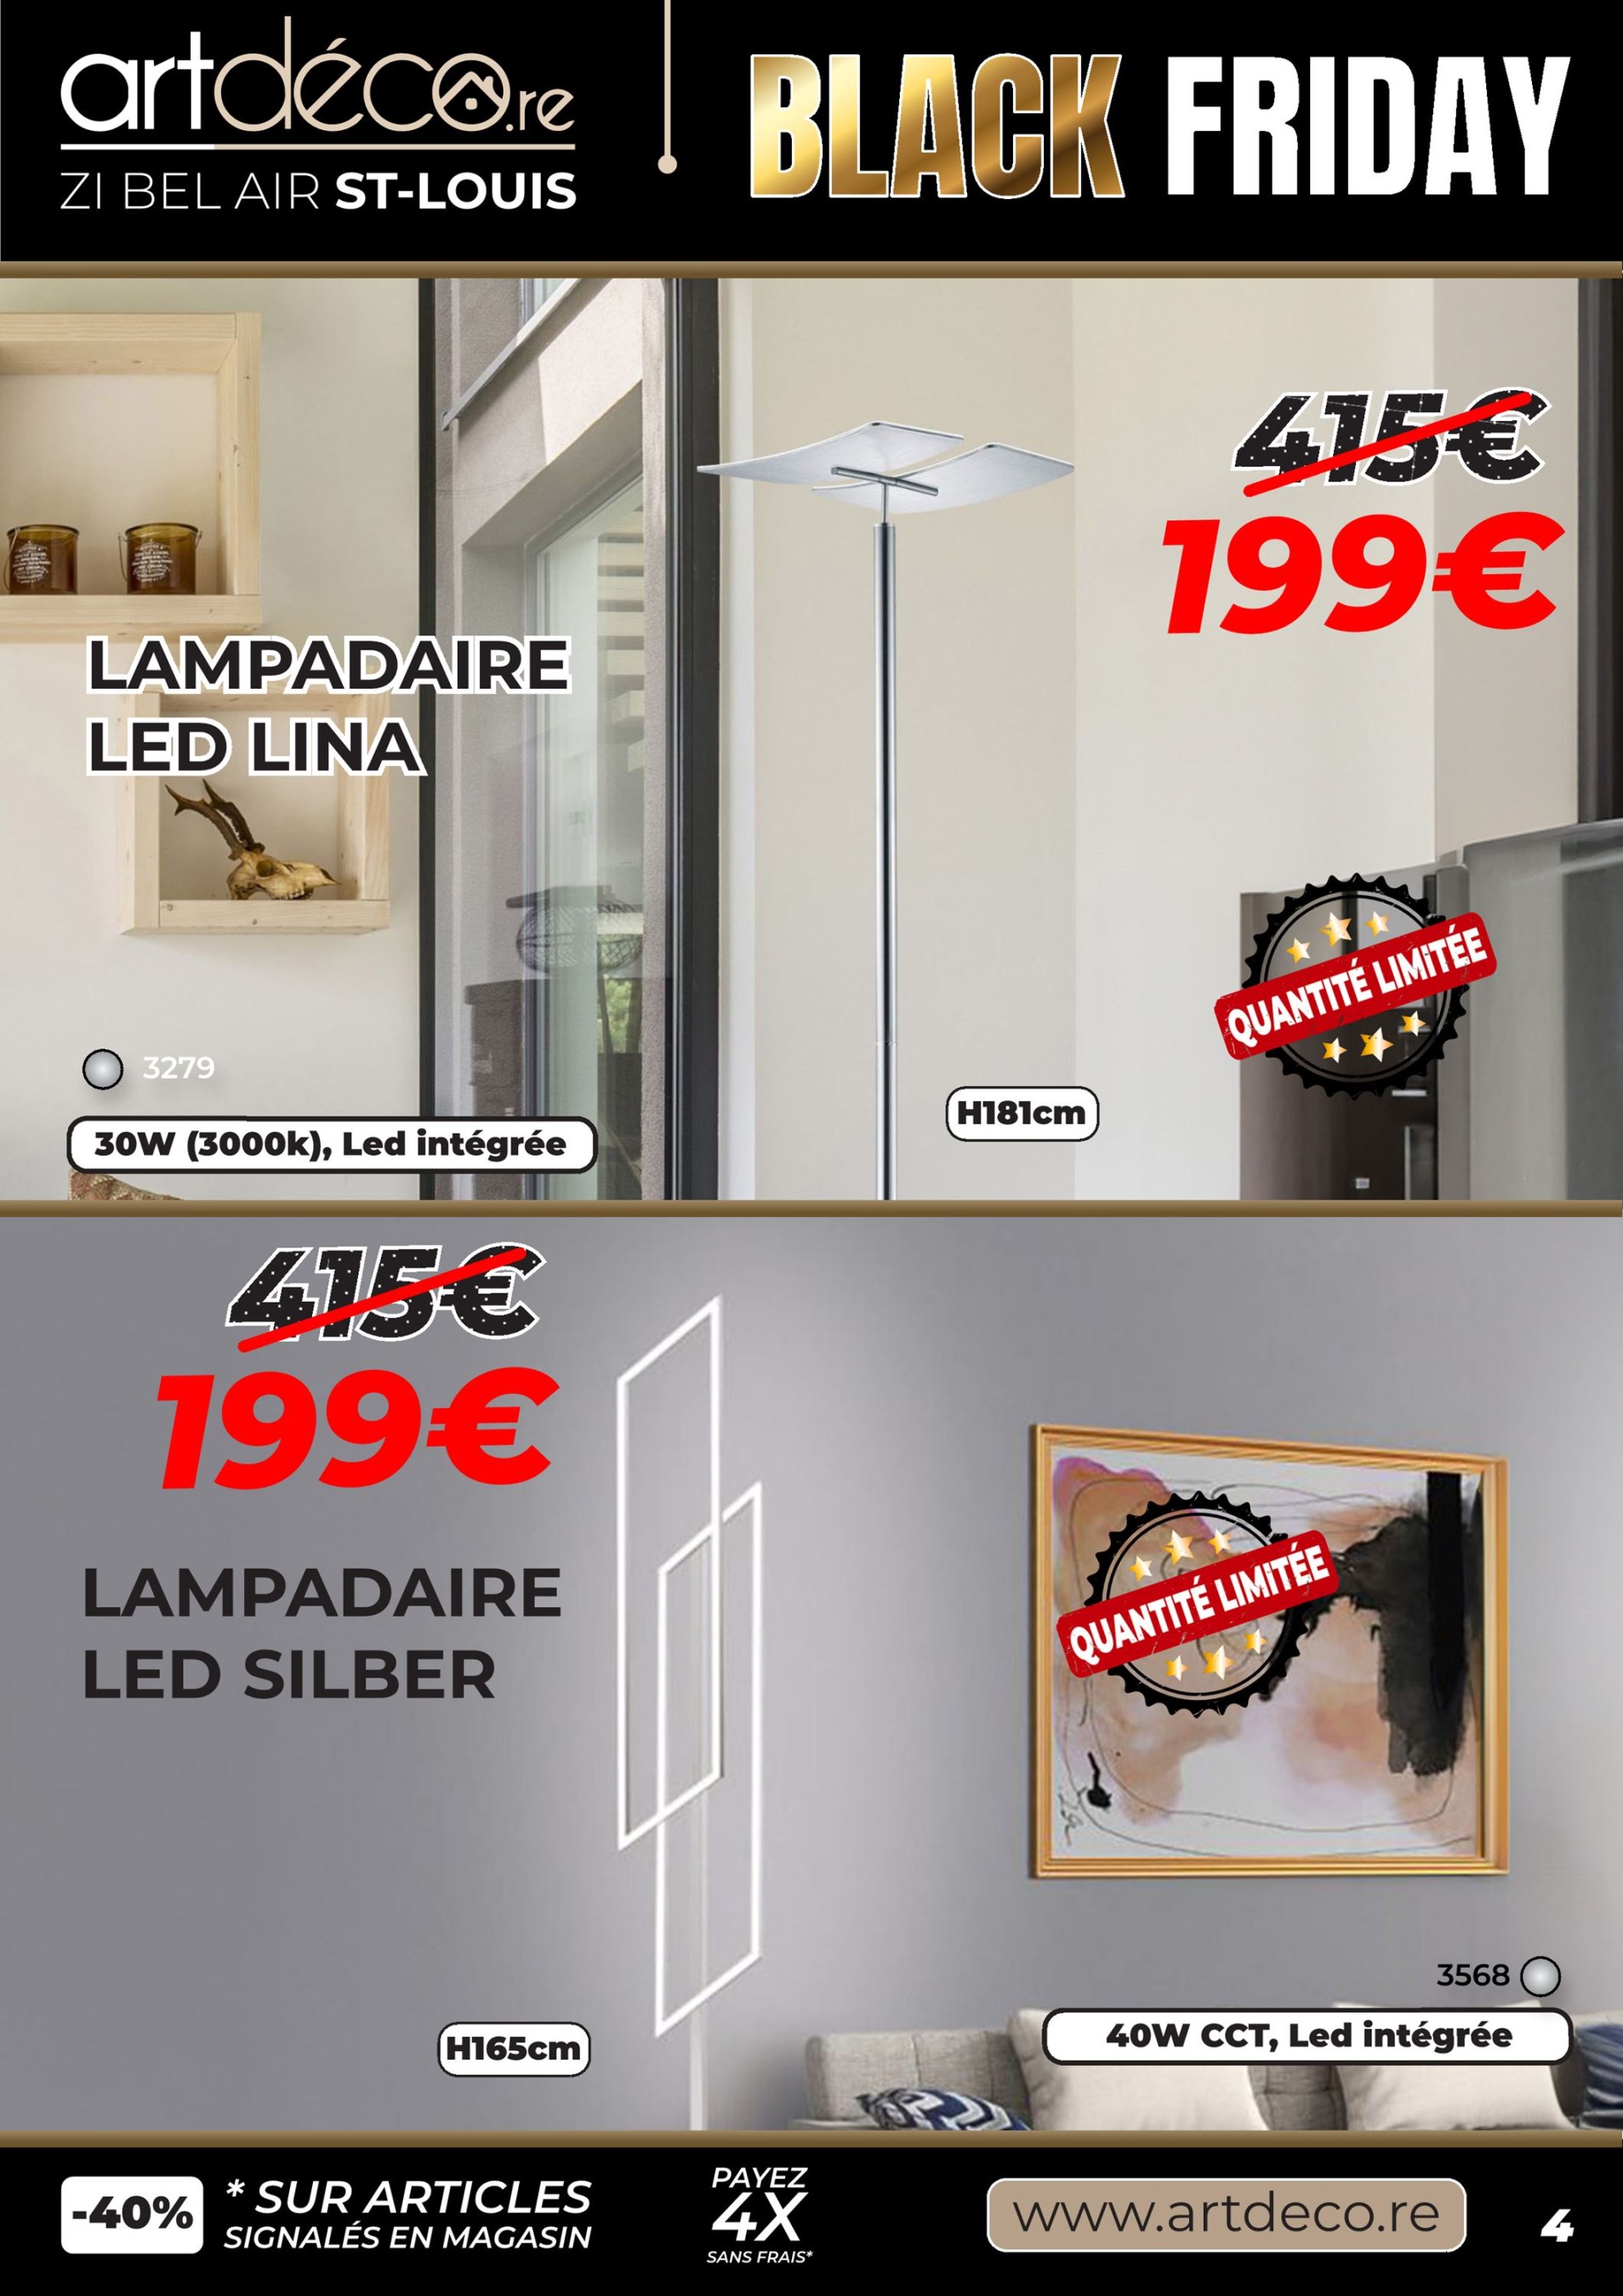 artdéco.re
ZI BEL AIR ST-LOUIS
BLACK FRIDAY
415€
199€
LAMPADAIRE
LED LINA
QUANTITÉ LIMITÉE
3279
H181cm
30W (3000k), Led intégrée
415€
199€
LAMPADAIRE
LED SILBER
QUANTITÉ LIMITÉE
3568
H165cm
40W CCT, Led intégrée
-40%
* SUR ARTICLES
SIGNALÉS EN MAGASIN
PAYEZ
4X
SANS FRAIS*
www.artdeco.re
4